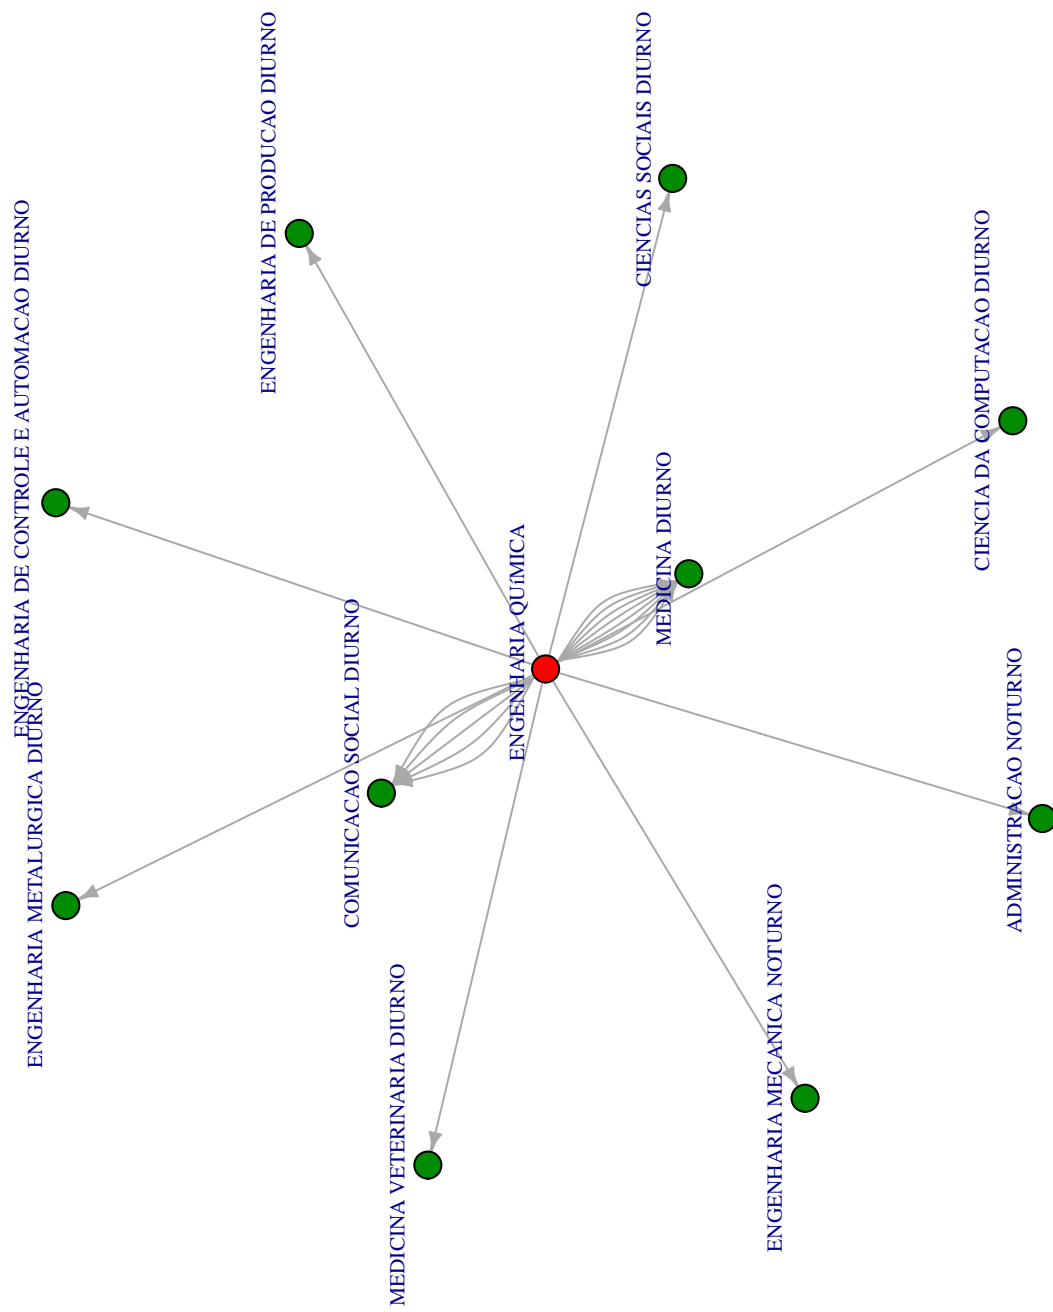 ENGENHARIA DE CONTROLE E AUTOMACAO DIURNO
ENGENHARIA METALURGICA DIURNO
ENGENHARIA DE PRODUCAO DIURNO
COMUNICACAO SOCIAL DIURNO
MEDICINA VETERINARIA DIURNO
ENGENHARIA QUíMICA
CIENCIAS SOCIAIS DIURNO
MEDICINA DIURNO
ENGENHARIA MECANICA NOTURNO
CIENCIA DA COMPUTACAO DIURNO
ADMINISTRACAO NOTURNO